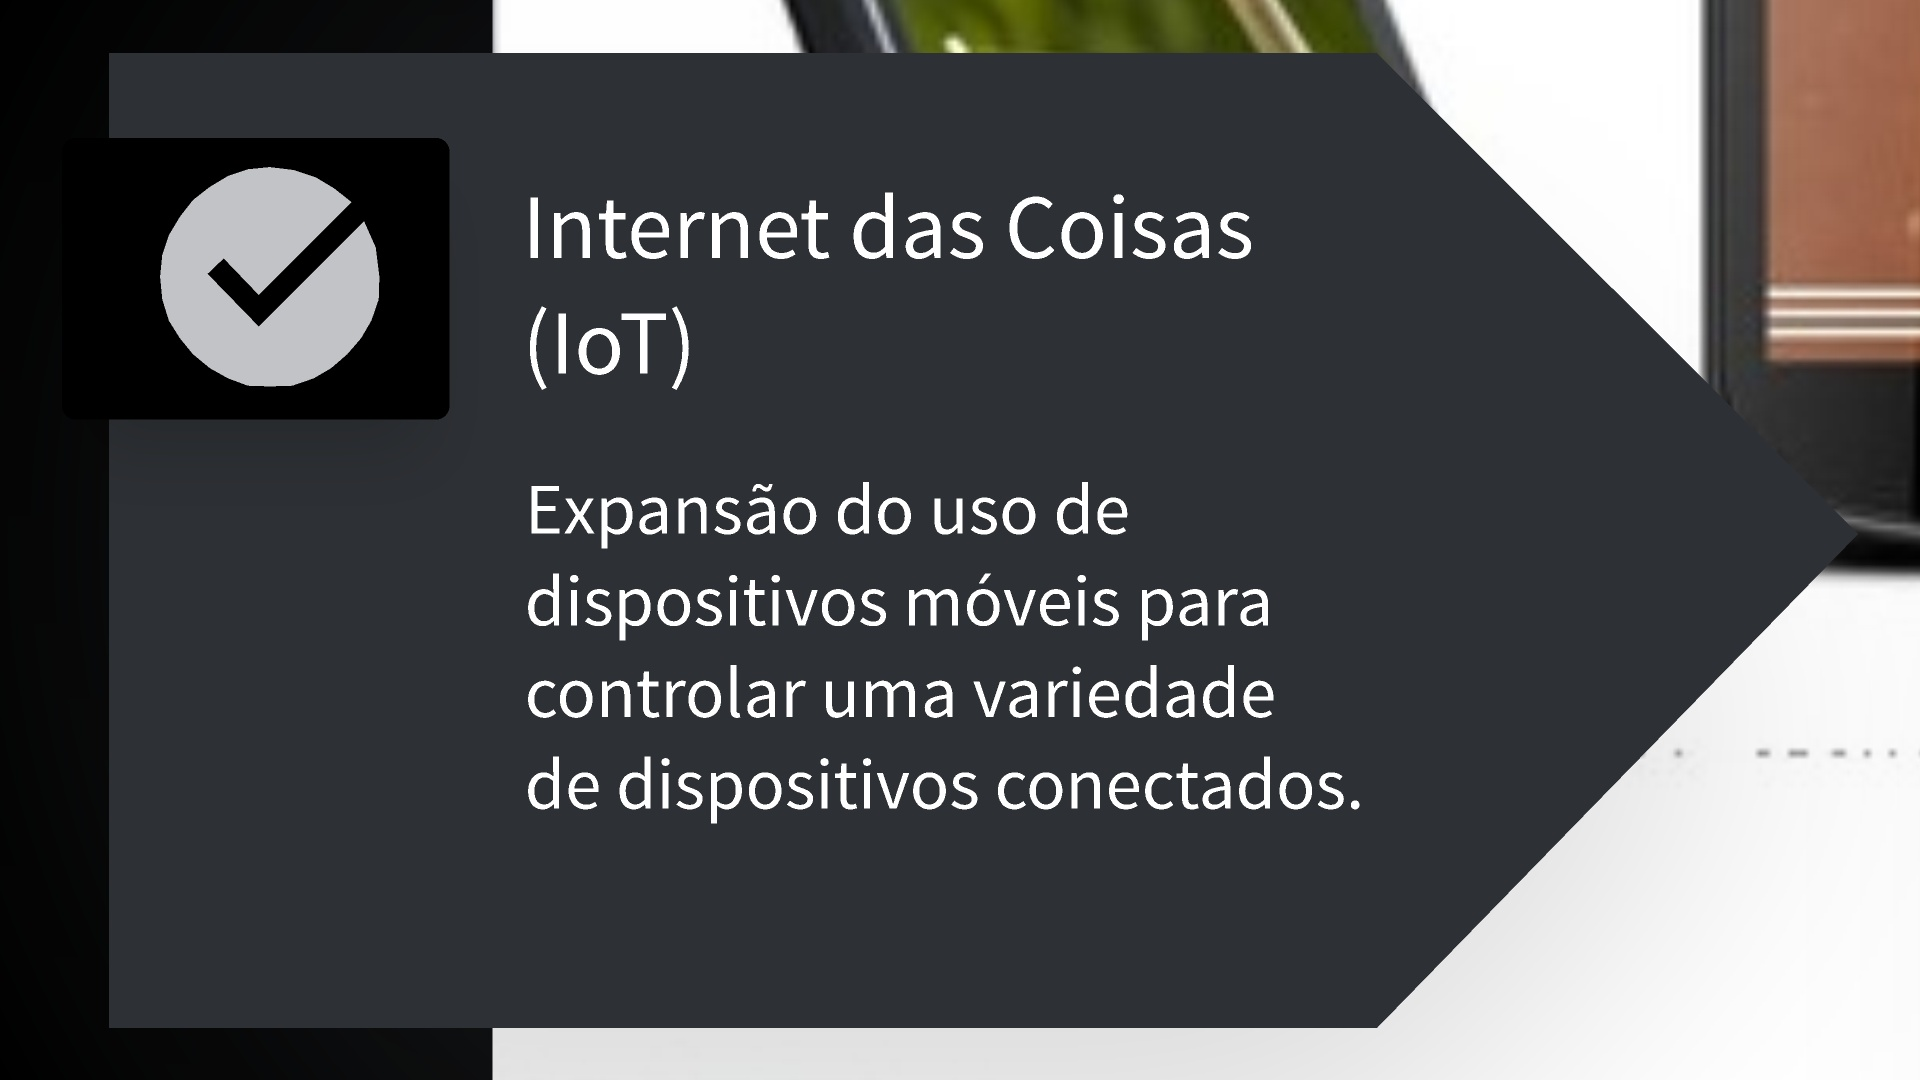 Internet das Coisas
(IoT)
Expansão do uso de
dispositivos móveis para
controlar uma variedade
de dispositivos conectados.